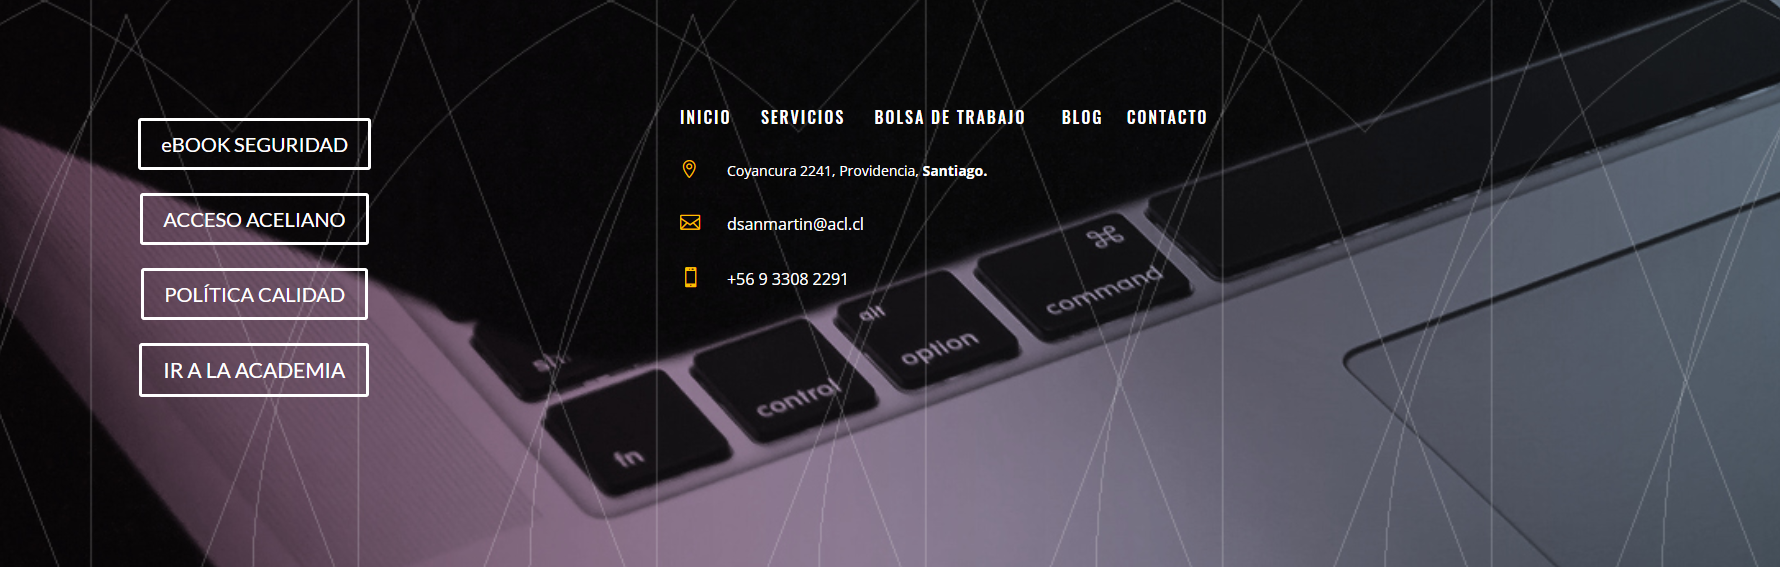 eBOOK SEGURIDAD
ACCESO ACELIANO
POLÍTICA CALIDAD
IR A LA ACADEMIA
INICIO SERVICIOS BOLSA DE TRABAJO BLOG CONTACTO
Coyancura 2241, Providencia, Santiago.
dsanmartin@acl.cl
+56 9 3308 2291
⌘
command
alt
option
control
fn